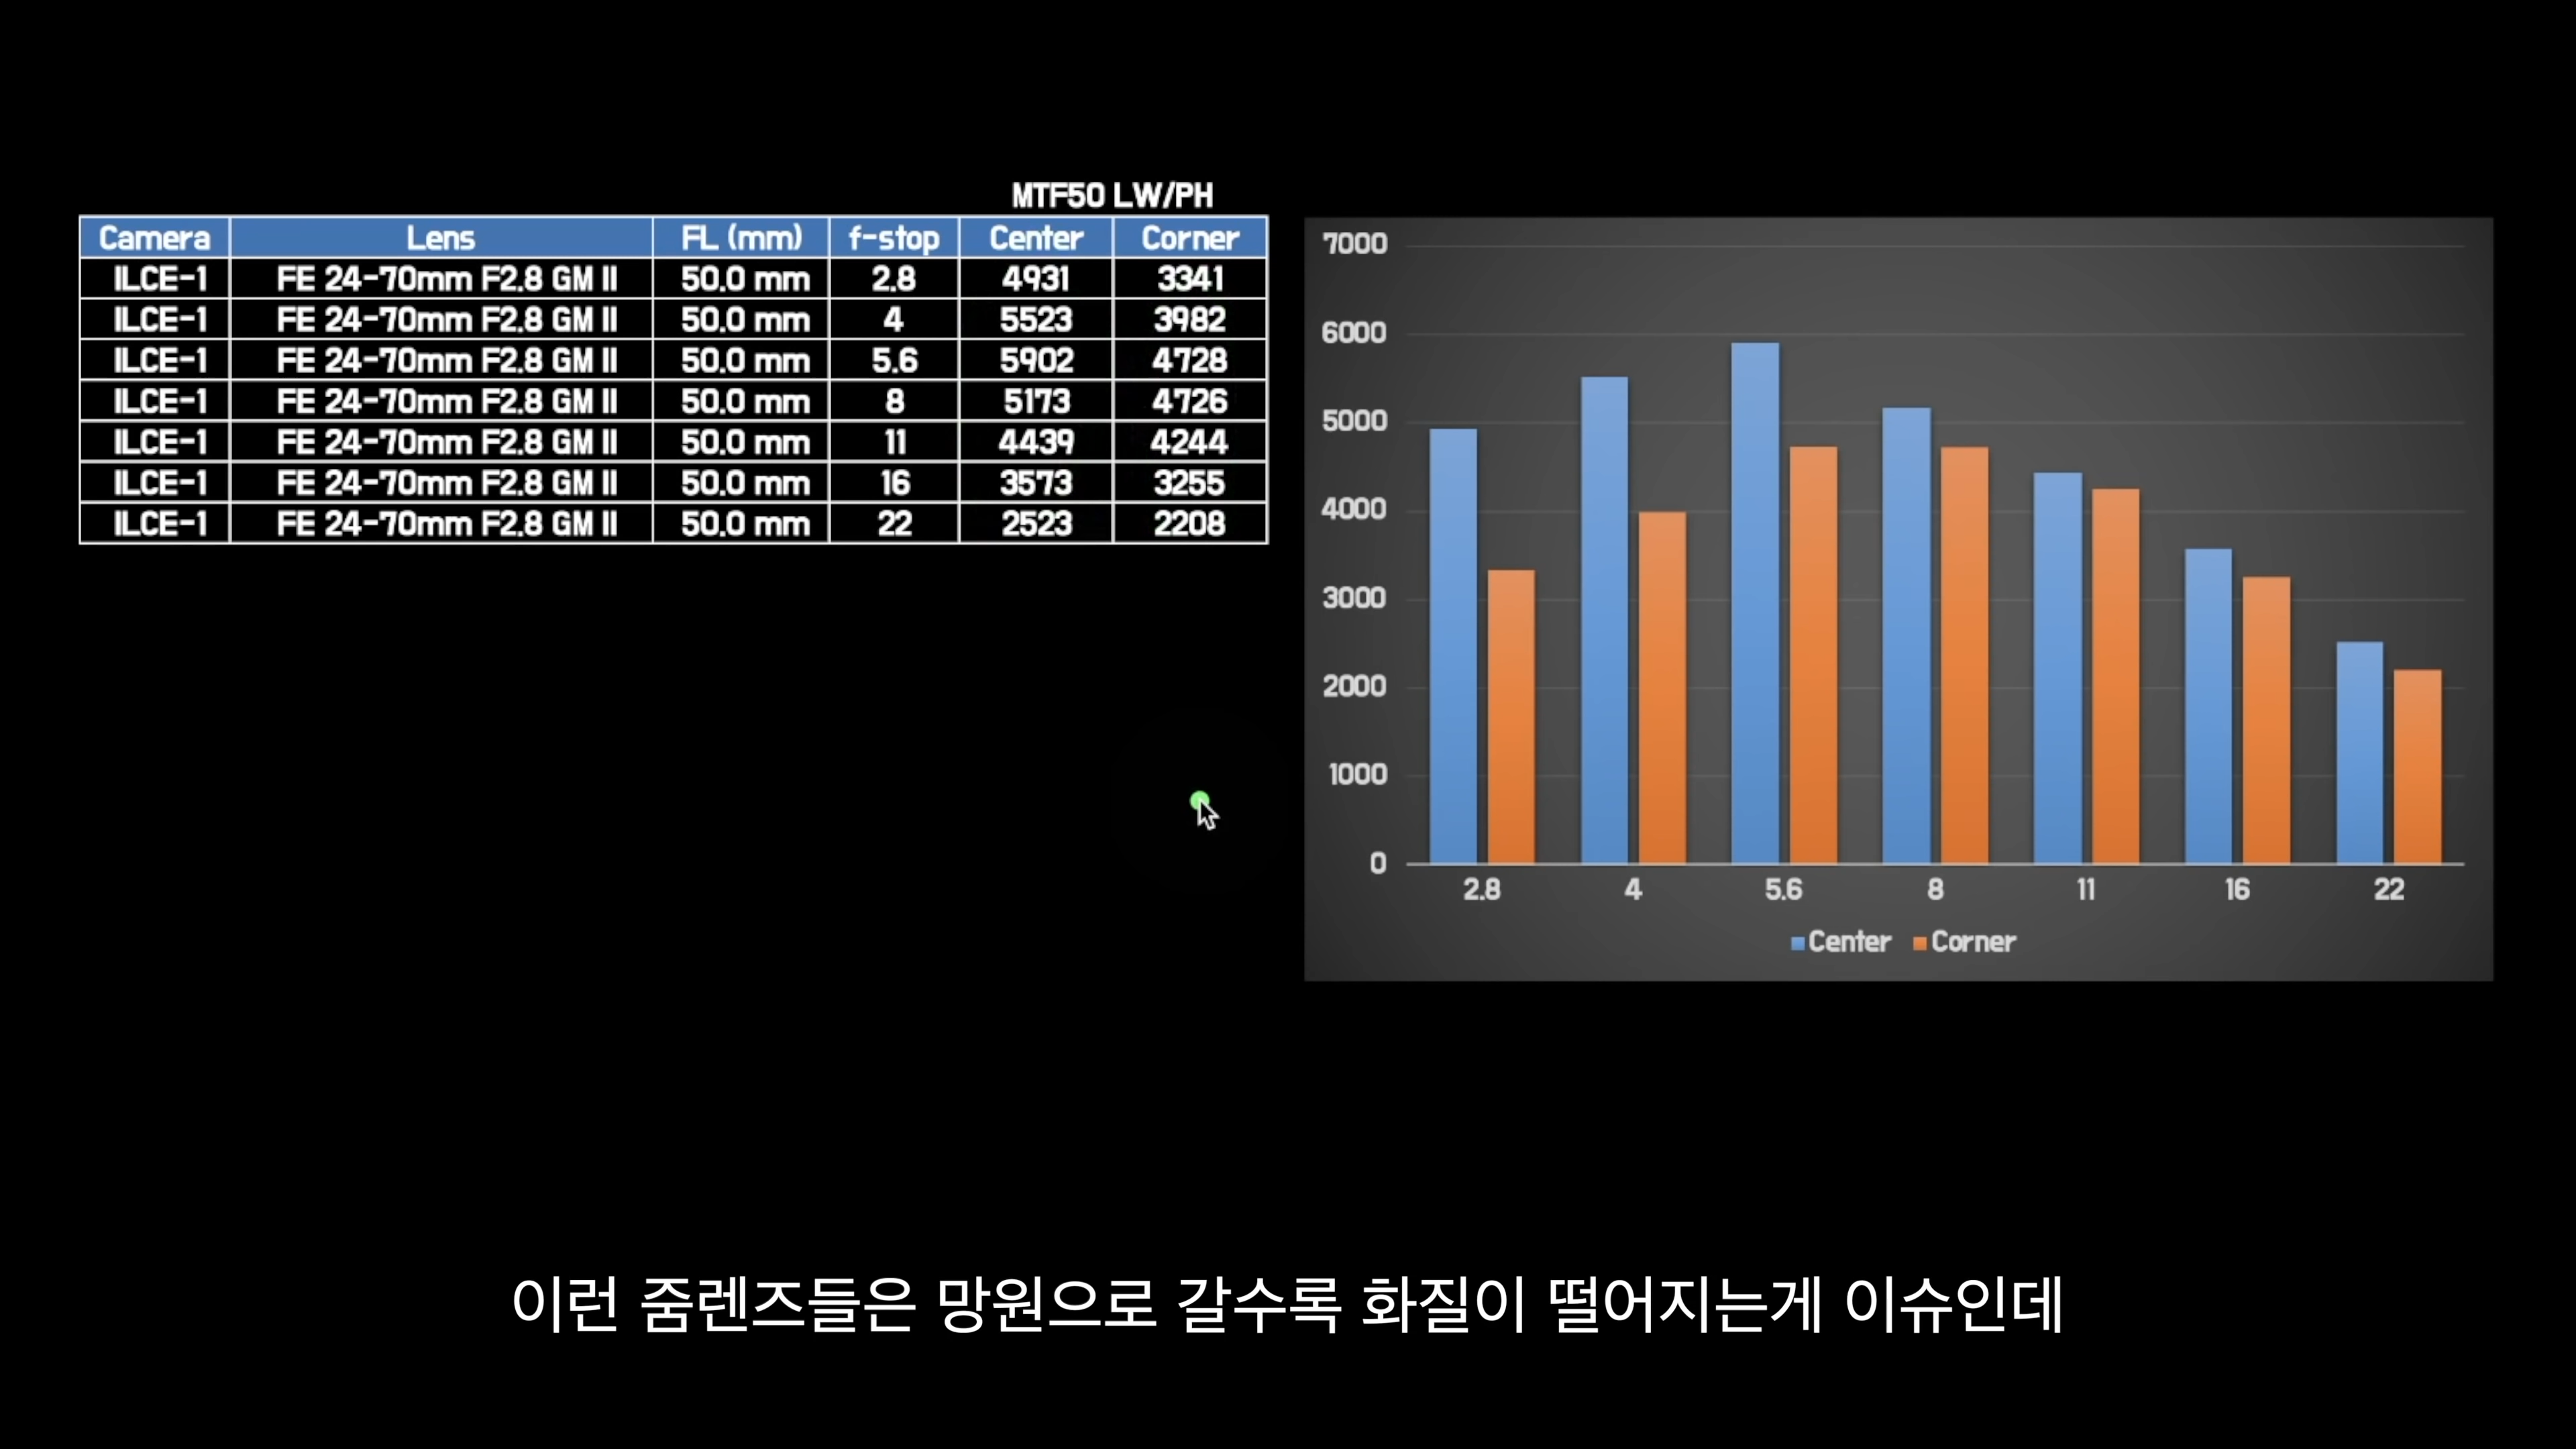 MTF50 LW/PH
Camera Lens FL (mm) f-stop Center Corner
ILCE-1 FE 24-70mm F2.8 GM II 50.0 mm 2.8 4931 3341
ILCE-1 FE 24-70mm F2.8 GM II 50.0 mm 4 5523 3982
ILCE-1 FE 24-70mm F2.8 GM II 50.0 mm 5.6 5902 4728
ILCE-1 FE 24-70mm F2.8 GM II 50.0 mm 8 5173 4726
ILCE-1 FE 24-70mm F2.8 GM II 50.0 mm 11 4439 4244
ILCE-1 FE 24-70mm F2.8 GM II 50.0 mm 16 3573 3255
ILCE-1 FE 24-70mm F2.8 GM II 50.0 mm 22 2523 2208
7000
6000
5000
4000
3000
2000
1000
0
2.8 4 5.6 8 11 16 22
Center Corner
이런 줌렌즈들은 망원으로 갈수록 화질이 떨어지는게 이슈인데